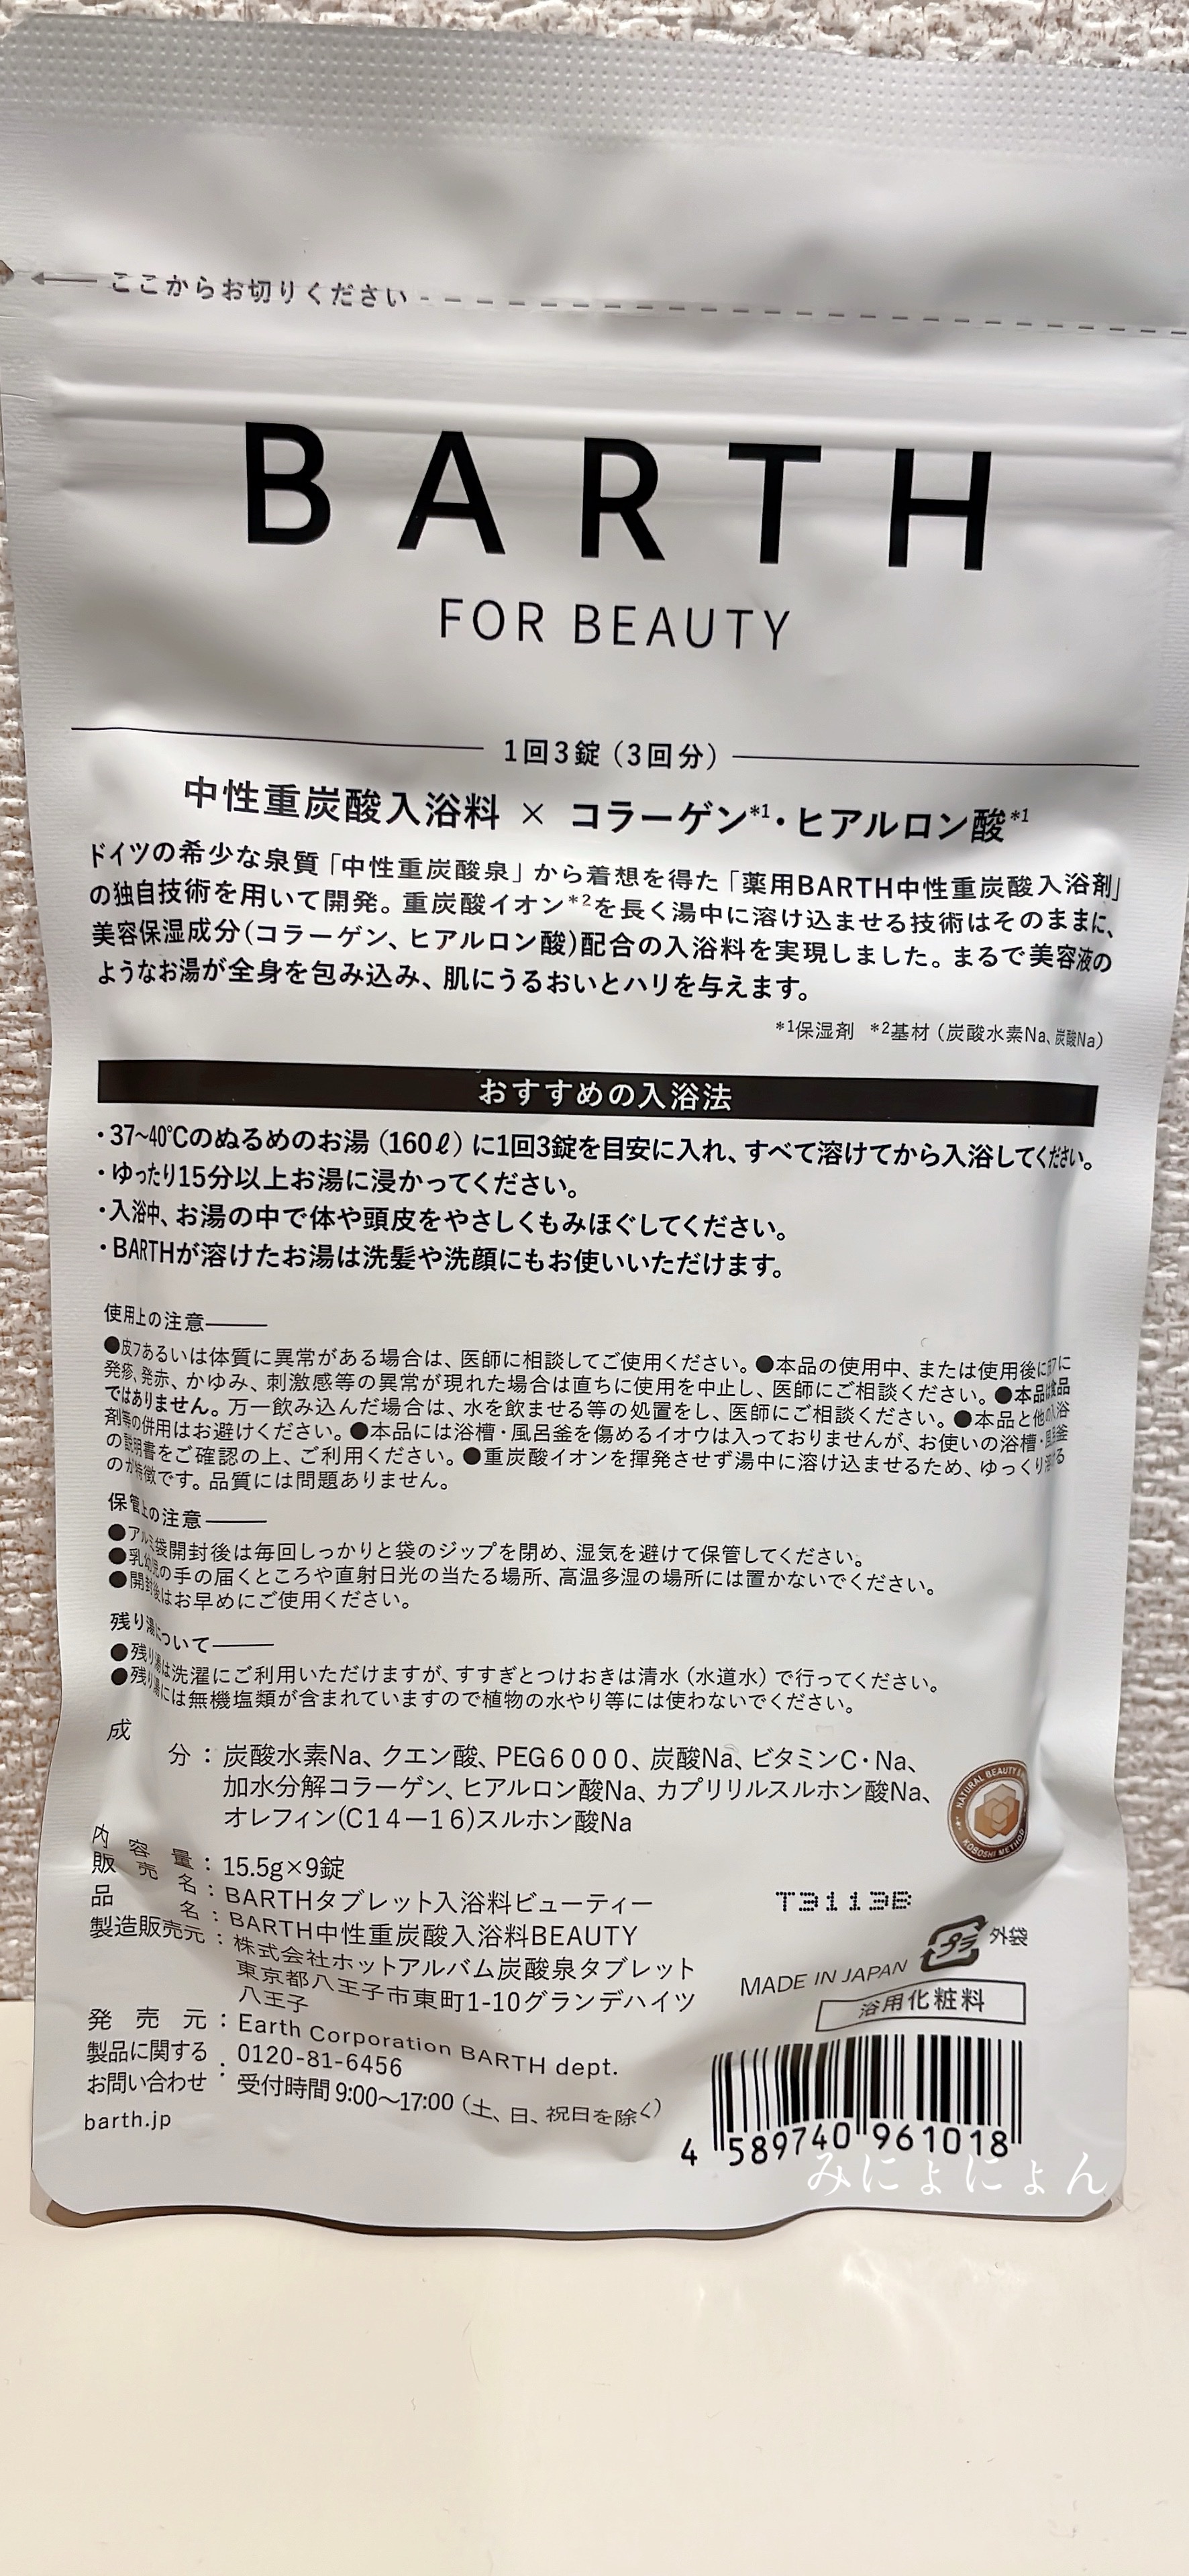 ここからお切りください
BARTH
FOR BEAUTY
1回3錠（3回分）
中性重炭酸入浴料 × コラーゲン*1・ヒアルロン酸*1
ドイツの希少な泉質「中性重炭酸泉」から着想を得た「薬用BARTH中性重炭酸入浴剤」
の独自技術を用いて開発。重炭酸イオン*2を長く湯中に溶け込ませる技術はそのままに、
美容保湿成分（コラーゲン、ヒアルロン酸）配合の入浴料を実現しました。まるで美容液の
ようなお湯が全身を包み込み、肌にうるおいとハリを与えます。
*1保湿剤 *2基材（炭酸水素Na、炭酸Na）
おすすめの入浴法
・37~40℃のぬるめのお湯（160ℓ）に1回3錠を目安に入れ、すべて溶けてから入浴してください。
・ゆったり15分以上お湯に浸かってください。
・入浴中、お湯の中で体や頭皮をやさしくもみほぐしてください。
・BARTHが溶けたお湯は洗髪や洗顔にもお使いいただけます。
使用上の注意
●皮フあるいは体質に異常がある場合は、医師に相談してご使用ください。●本品の使用中、または使用後に皮フに
発疹、発赤、かゆみ、刺激感等の異常が現れた場合は直ちに使用を中止し、医師にご相談ください。●本品は食品
ではありません。万一飲み込んだ場合は、水を飲ませる等の処置をし、医師にご相談ください。●本品と他の入浴
剤等の併用はお避けください。●本品には浴槽・風呂釜を傷めるイオウは入っておりませんが、お使いの浴槽・風呂釜
の説明書をご確認の上、ご利用ください。●重炭酸イオンを揮発させず湯中に溶け込ませるため、ゆっくり溶ける
のが特徴です。品質には問題ありません。
保管上の注意
●アルミ袋開封後は毎回しっかりと袋のジップを閉め、湿気を避けて保管してください。
●乳幼児の手の届くところや直射日光の当たる場所、高温多湿の場所には置かないでください。
●開封後はお早めにご使用ください。
残り湯について
●残り湯は洗濯にご利用いただけますが、すすぎとつけおきは清水（水道水）で行ってください。
●残り湯には無機塩類が含まれていますので植物の水やり等には使わないでください。
成分：炭酸水素Na、クエン酸、PEG6000、炭酸Na、ビタミンC・Na、
加水分解コラーゲン、ヒアルロン酸Na、カプリリルスルホン酸Na、
オレフィン(C14ー16)スルホン酸Na
内容量：15.5g×9錠
販売名：BARTHタブレット入浴料ビューティー
品名：BARTH中性重炭酸入浴料BEAUTY
製造販売元：株式会社ホットアルバム炭酸泉タブレット
東京都八王子市東町1-10グランデハイツ
八王子
発売元：Earth Corporation BARTH dept.
製品に関する
お問い合わせ：0120-81-6456
受付時間 9:00〜17:00（土、日、祝日を除く）
barth.jp
NATURAL BEAUTY
KOBOSHI METHOD
T3113B
MADE IN JAPAN
プラ 外袋
浴用化粧料
4 589740 961018
みにょにょん